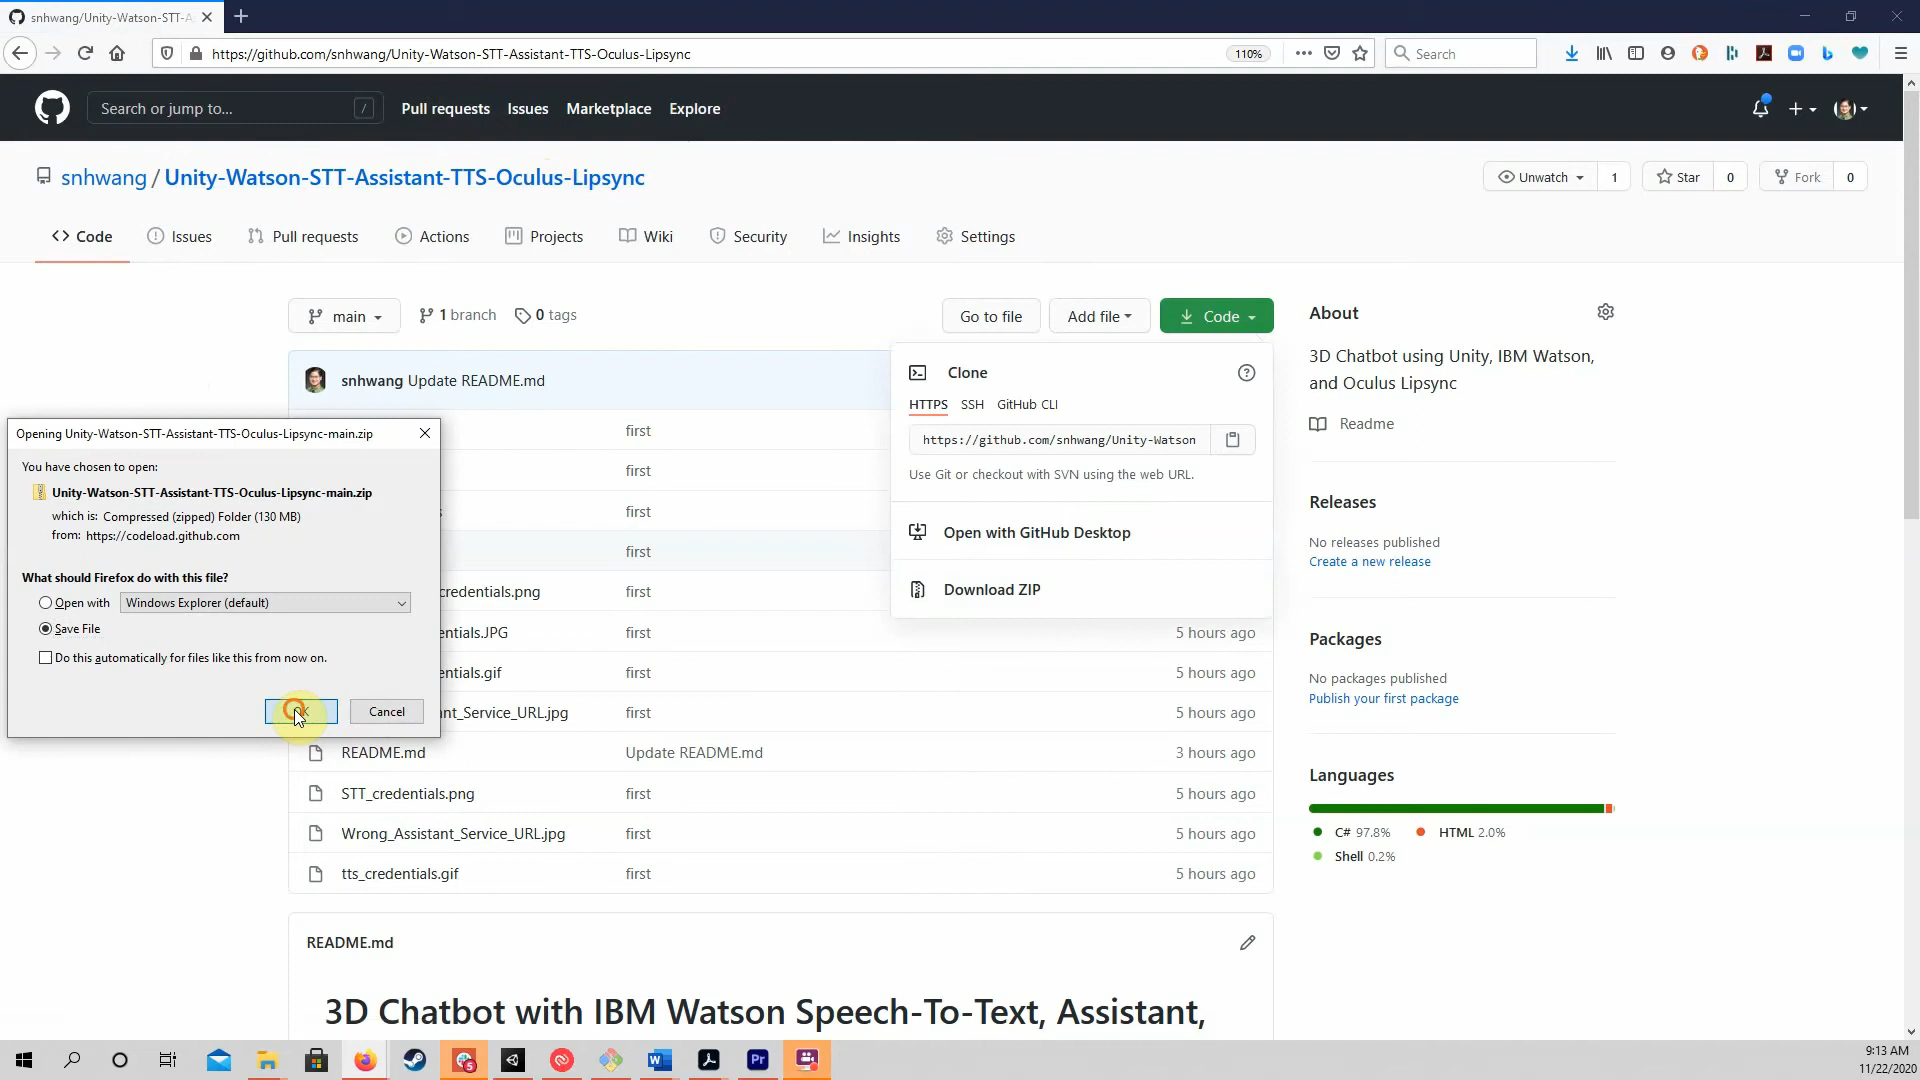 snhwang/Unity-Watson-STT-A
https://github.com/snhwang/Unity-Watson-STT-Assistant-TTS-Oculus-Lipsync
110%
Search
Search or jump to...
/
Pull requests
Issues
Marketplace
Explore
snhwang / Unity-Watson-STT-Assistant-TTS-Oculus-Lipsync
Unwatch
1
Star
0
Fork
0
Code
Issues
Pull requests
Actions
Projects
Wiki
Security
Insights
Settings
main
1 branch
0 tags
Go to file
Add file
Code
snhwang Update README.md
first
first
first
first
credentials.png
first
entials.JPG
first
5 hours ago
entials.gif
first
5 hours ago
nt_Service_URL.jpg
first
5 hours ago
README.md
Update README.md
3 hours ago
STT_credentials.png
first
5 hours ago
Wrong_Assistant_Service_URL.jpg
first
5 hours ago
tts_credentials.gif
first
5 hours ago
Clone
HTTPS
SSH
GitHub CLI
https://github.com/snhwang/Unity-Watson
Use Git or checkout with SVN using the web URL.
Open with GitHub Desktop
Download ZIP
About
3D Chatbot using Unity, IBM Watson,
and Oculus Lipsync
Readme
Releases
No releases published
Create a new release
Packages
No packages published
Publish your first package
Languages
C# 97.8%
HTML 2.0%
Shell 0.2%
Opening Unity-Watson-STT-Assistant-TTS-Oculus-Lipsync-main.zip
You have chosen to open:
Unity-Watson-STT-Assistant-TTS-Oculus-Lipsync-main.zip
which is: Compressed (zipped) Folder (130 MB)
from: https://codeload.github.com
What should Firefox do with this file?
Open with
Windows Explorer (default)
Save File
Do this automatically for files like this from now on.
Cancel
README.md
3D Chatbot with IBM Watson Speech-To-Text, Assistant,
5
W
Pr
9:13 AM
11/22/2020